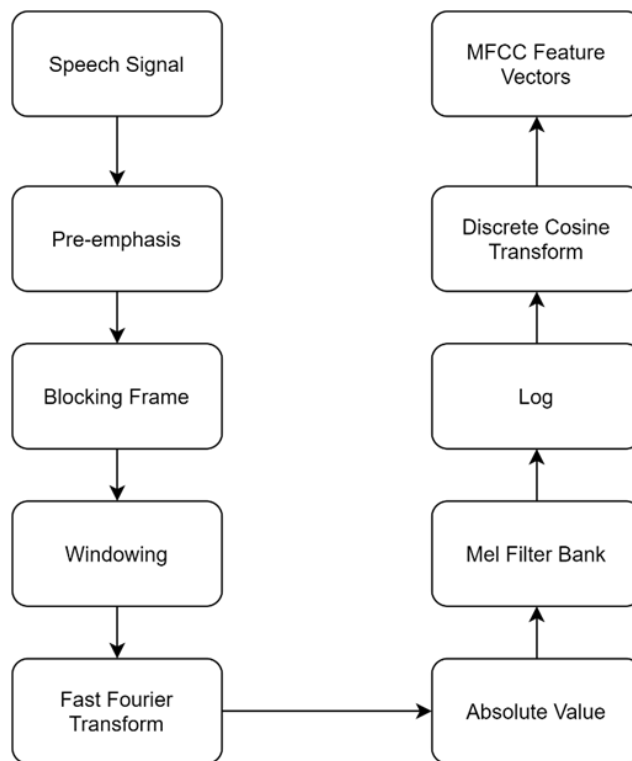 Speech Signal
Pre-emphasis
Blocking Frame
Windowing
Fast Fourier
Transform
Absolute Value
Mel Filter Bank
Log
Discrete Cosine
Transform
MFCC Feature
Vectors